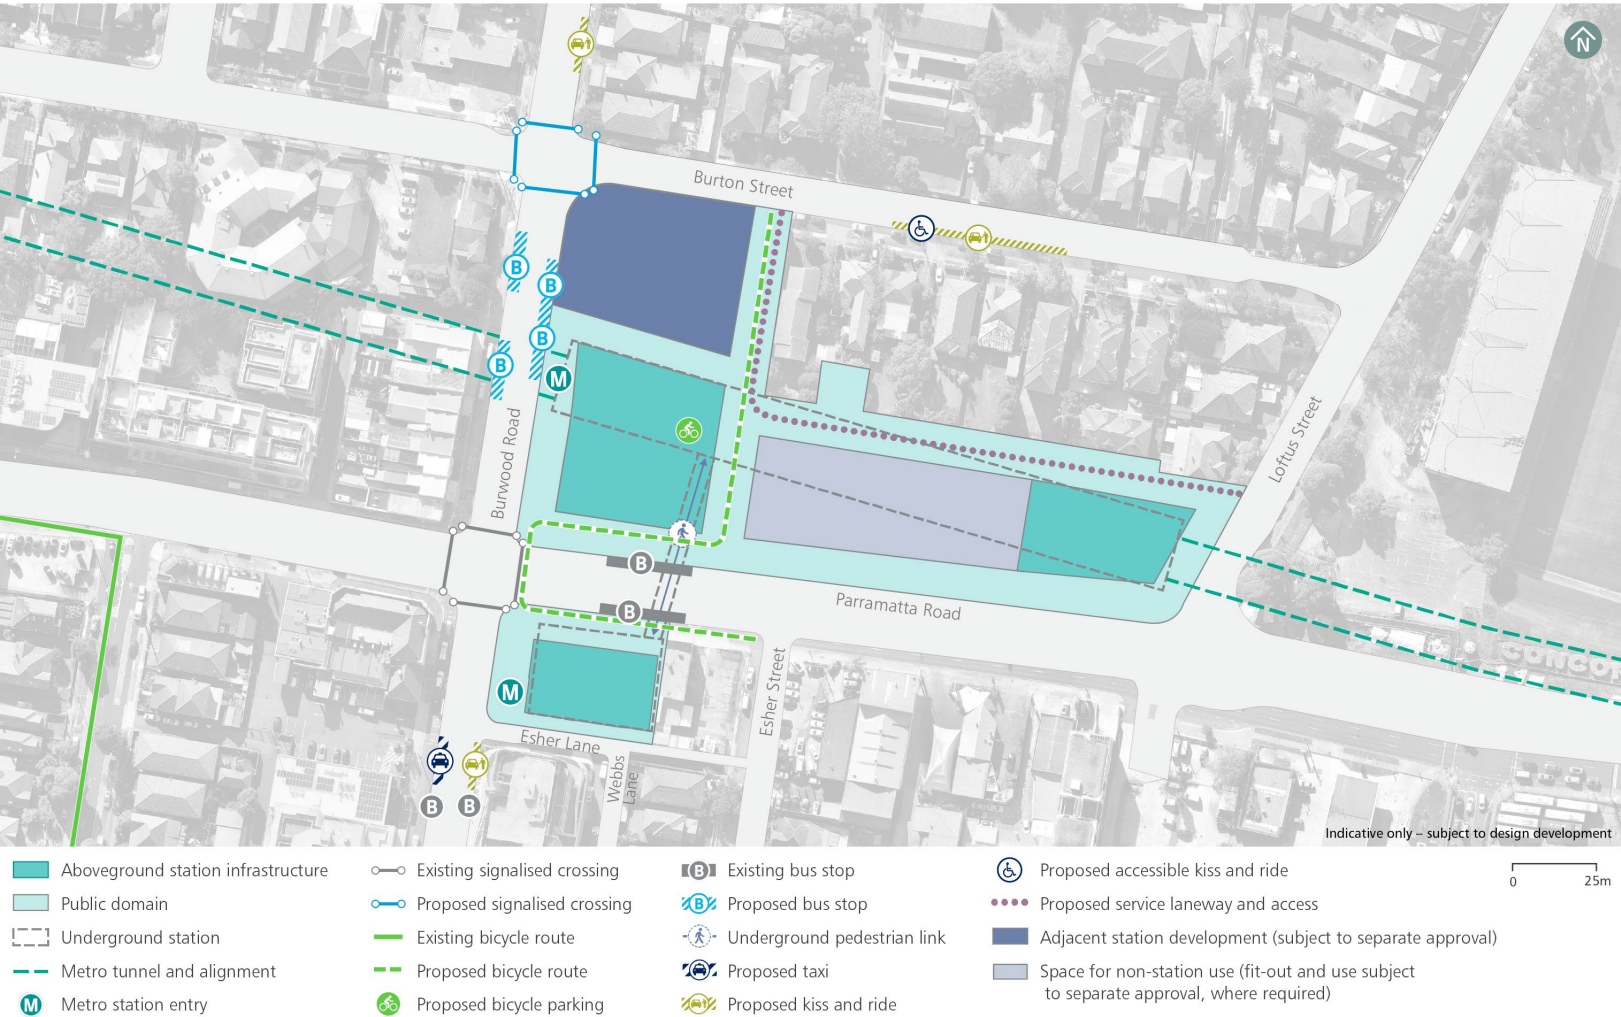 N
Burton Street
B
B
B
B
M
Burwood Road
Loftus Street
B
B
Parramatta Road
M
Esher Street
Esher Lane
Webbs
Lane
B
B
CONCO
Indicative only – subject to design development
Aboveground station infrastructure
Public domain
Underground station
Metro tunnel and alignment
M Metro station entry
Existing signalised crossing
Proposed signalised crossing
Existing bicycle route
Proposed bicycle route
Proposed bicycle parking
B Existing bus stop
B Proposed bus stop
Underground pedestrian link
Proposed taxi
Proposed kiss and ride
Proposed accessible kiss and ride
Proposed service laneway and access
Adjacent station development (subject to separate approval)
Space for non-station use (fit-out and use subject
to separate approval, where required)
0 25m